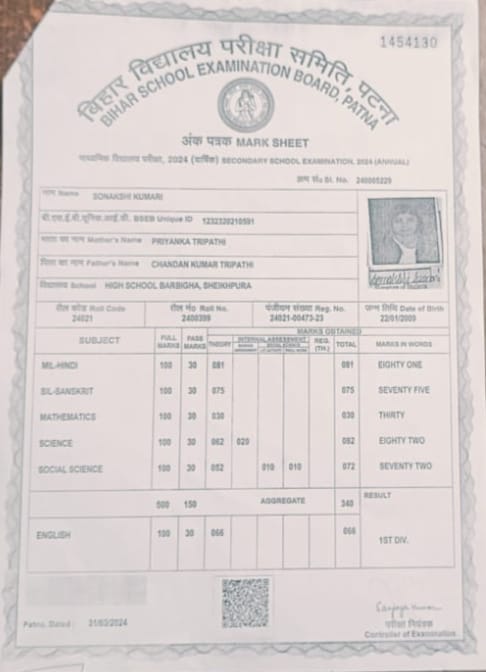 1454130
बिहार विद्यालय परीक्षा समिति, पटना
BIHAR SCHOOL EXAMINATION BOARD, PATNA
अंक पत्रक MARK SHEET
माध्यमिक विद्यालय परीक्षा, 2024 (वार्षिक) SECONDARY SCHOOL EXAMINATION, 2024 (ANNUAL)
क्रम सं० Sl. No. 240005229
नाम Name SONAKSHI KUMARI
बी.एस.ई.बी.यूनिक आई.डी. BSEB Unique ID 1232320210591
माता का नाम Mother's Name PRIYANKA TRIPATHI
पिता का नाम Father's Name CHANDAN KUMAR TRIPATHI
विद्यालय School HIGH SCHOOL BARBIGHA, SHEIKHPURA
रौल कोड Roll Code रौल नं० Roll No. पंजीयन संख्या Reg. No. जन्म तिथि Date of Birth
24021 2400399 24021-00473-23 22/01/2009
SUBJECT FULL MARKS PASS MARKS MARKS OBTAINED
THEORY INTERNAL ASSESSMENT REG. (TH.) TOTAL MARKS IN WORDS
MIL-HINDI 100 30 081 081 EIGHTY ONE
SIL-SANSKRIT 100 30 075 075 SEVENTY FIVE
MATHEMATICS 100 30 030 030 THIRTY
SCIENCE 100 30 062 020 082 EIGHTY TWO
SOCIAL SCIENCE 100 30 052 010 010 072 SEVENTY TWO
500 150 AGGREGATE 340 RESULT
ENGLISH 100 30 066 066
1ST DIV.
Patna, Dated : 31/03/2024
परीक्षा नियंत्रक
Controller of Examination